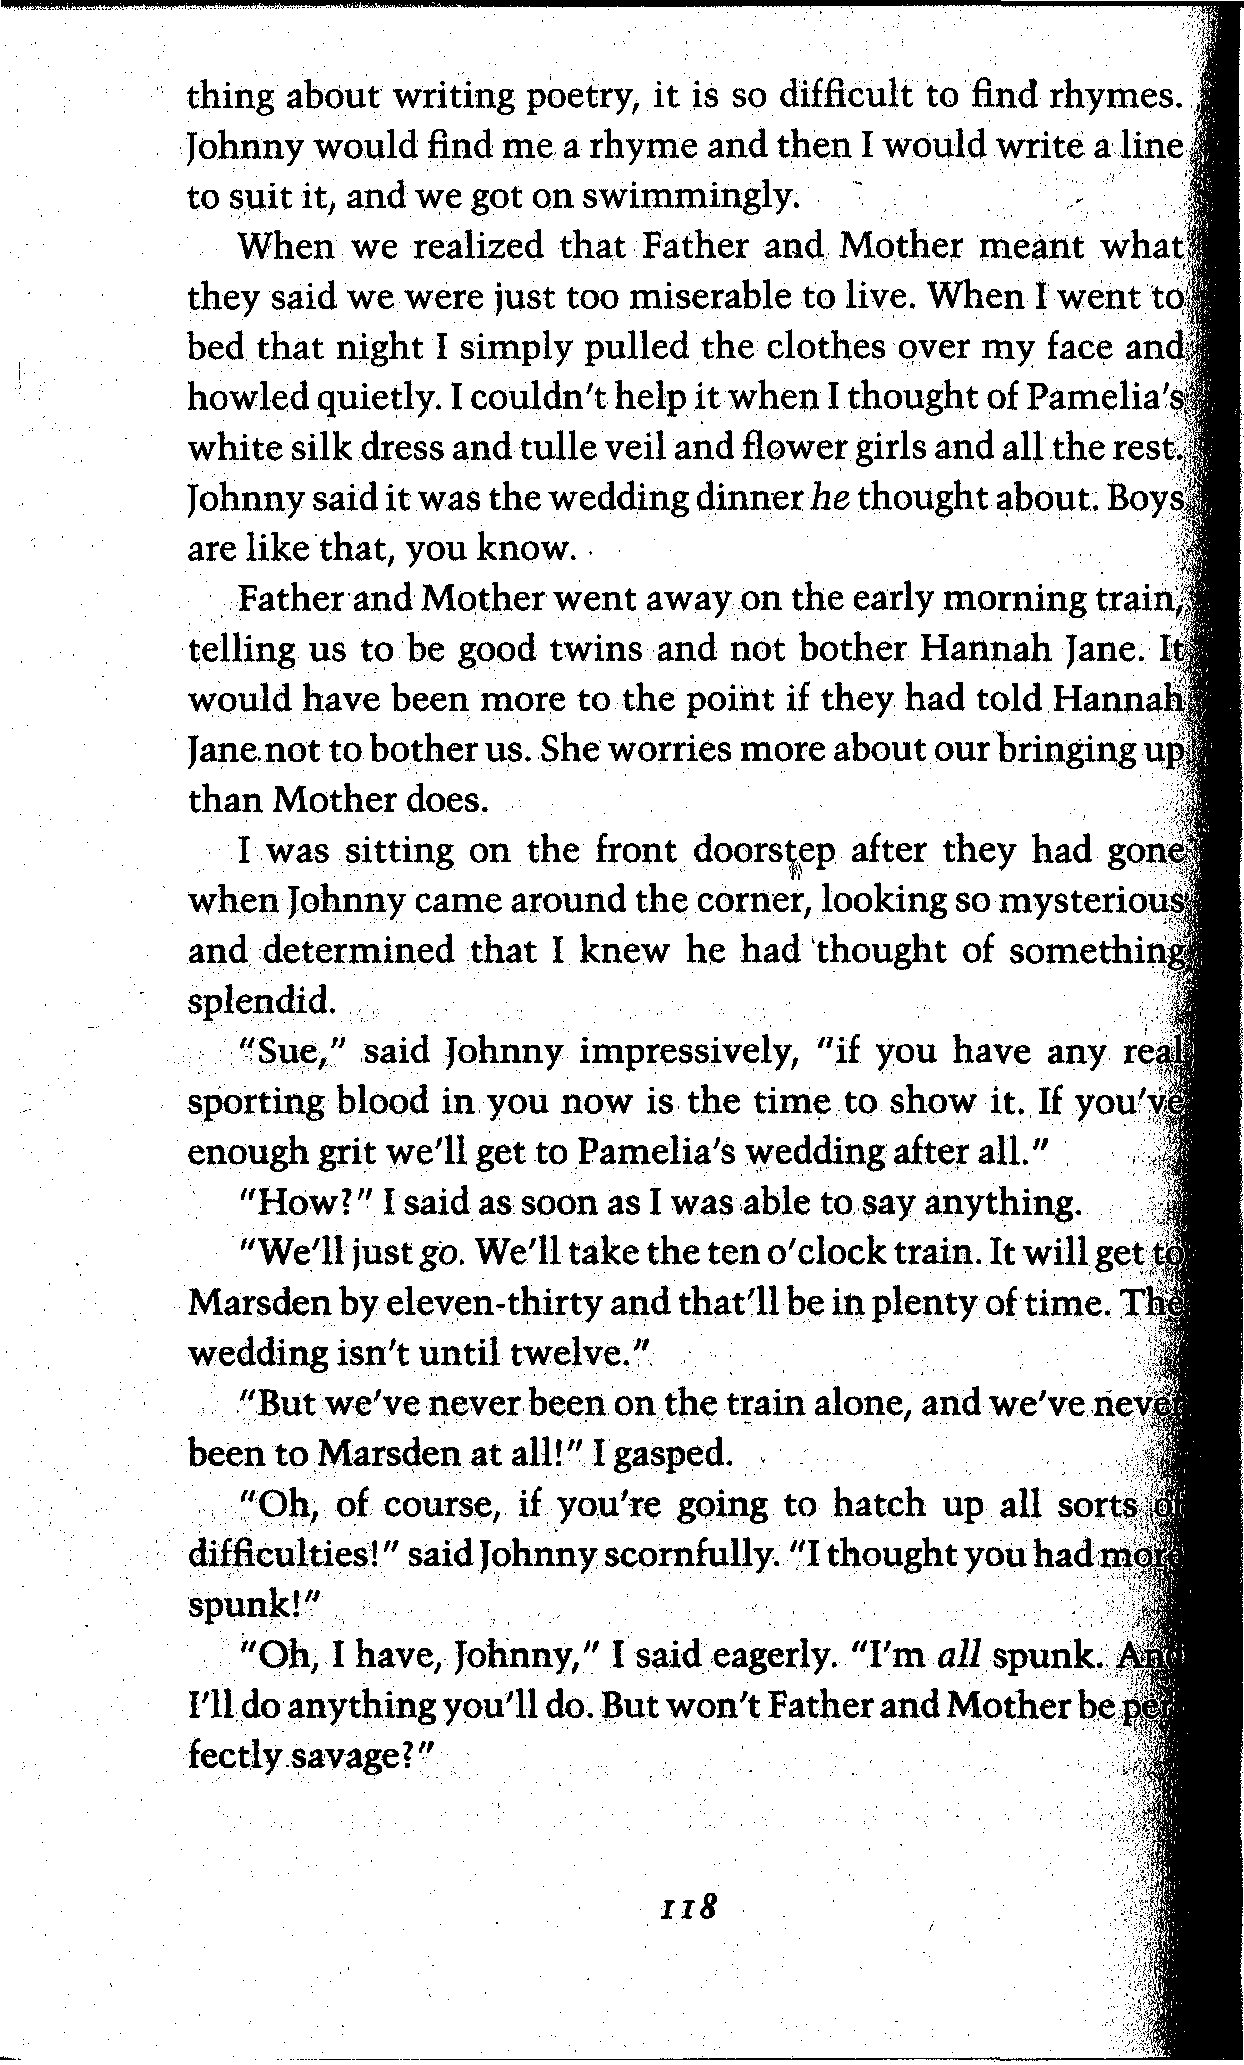 thing about writing poetry, it is so difficult to find rhymes.
Johnny would find me a rhyme and then I would write a line
to suit it, and we got on swimmingly.
When we realized that Father and Mother meant what
they said we were just too miserable to live. When I went to
bed that night I simply pulled the clothes over my face and
howled quietly. I couldn't help it when I thought of Pamelia's
white silk dress and tulle veil and flower girls and all the rest.
Johnny said it was the wedding dinner he thought about. Boys
are like that, you know.
Father and Mother went away on the early morning train,
telling us to be good twins and not bother Hannah Jane. It
would have been more to the point if they had told Hannah
Jane not to bother us. She worries more about our bringing up
than Mother does.
I was sitting on the front doorstep after they had gone
when Johnny came around the corner, looking so mysterious
and determined that I knew he had thought of something
splendid.
"Sue," said Johnny impressively, "if you have any real
sporting blood in you now is the time to show it. If you've
enough grit we'll get to Pamelia's wedding after all."
"How?" I said as soon as I was able to say anything.
"We'll just go. We'll take the ten o'clock train. It will get to
Marsden by eleven-thirty and that'll be in plenty of time. The
wedding isn't until twelve."
"But we've never been on the train alone, and we've never
been to Marsden at all!" I gasped.
"Oh, of course, if you're going to hatch up all sorts of
difficulties!" said Johnny scornfully. "I thought you had more
spunk!"
"Oh, I have, Johnny," I said eagerly. "I'm all spunk. And
I'll do anything you'll do. But won't Father and Mother be per
fectly savage?"
118